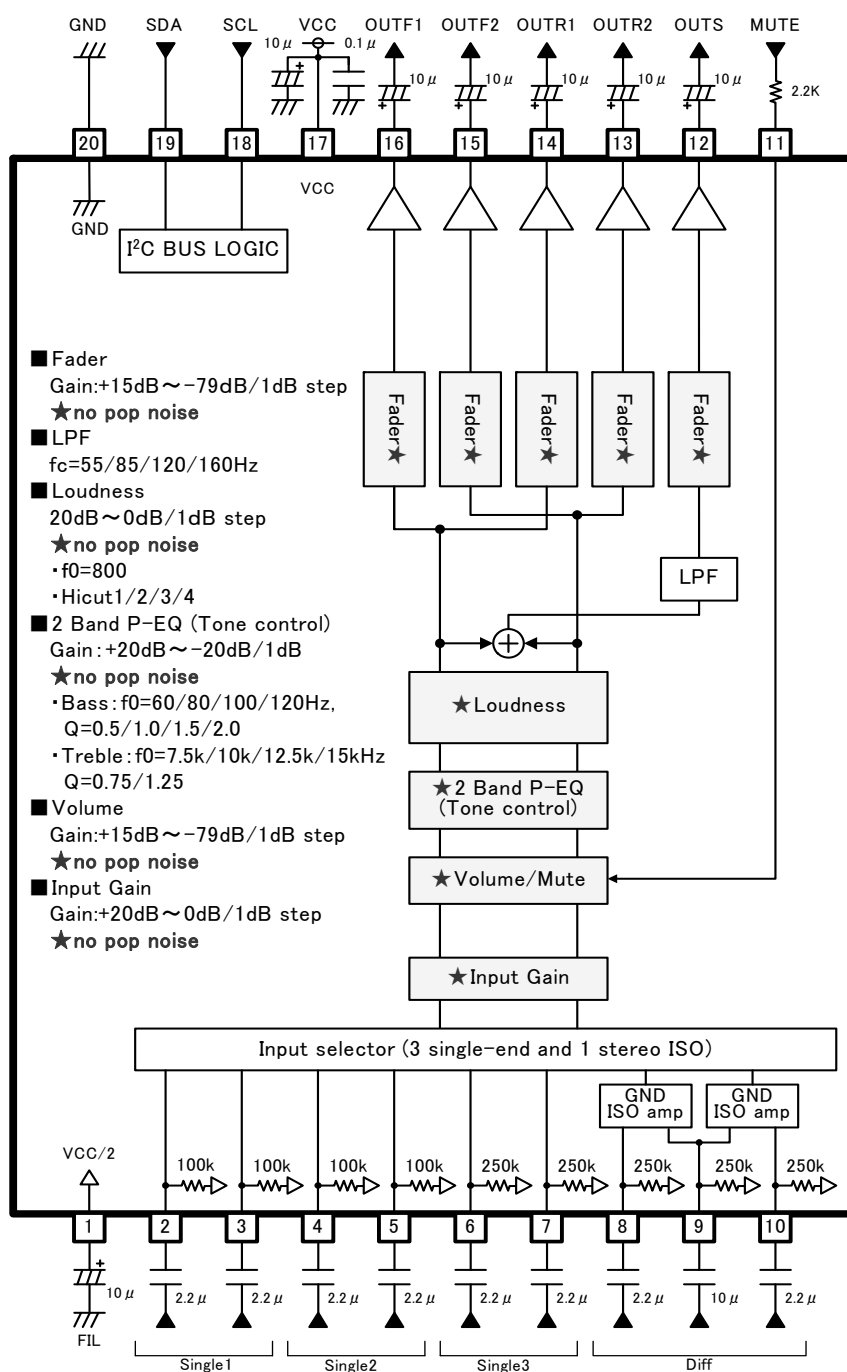 GND SDA SCL VCC OUTF1 OUTF2 OUTR1 OUTR2 OUTS MUTE
10μ 0.1μ
+
10μ 10μ 10μ 10μ 10μ 2.2K
+ + + + +
20 19 18 17 16 15 14 13 12 11
VCC
GND
I²C BUS LOGIC
■Fader
Gain:+15dB～-79dB/1dB step
★no pop noise
■LPF
fc=55/85/120/160Hz
■Loudness
20dB～0dB/1dB step
★no pop noise
・f0=800
・Hicut1/2/3/4
■2 Band P-EQ (Tone control)
Gain:+20dB～-20dB/1dB
★no pop noise
・Bass:f0=60/80/100/120Hz,
Q=0.5/1.0/1.5/2.0
・Treble:f0=7.5k/10k/12.5k/15kHz
Q=0.75/1.25
■Volume
Gain:+15dB～-79dB/1dB step
★no pop noise
■Input Gain
Gain:+20dB～0dB/1dB step
★no pop noise
Fader★ Fader★ Fader★ Fader★ Fader★
LPF
★Loudness
★2 Band P-EQ
(Tone control)
★Volume/Mute
★Input Gain
Input selector (3 single-end and 1 stereo ISO)
GND
ISO amp
GND
ISO amp
VCC/2
100k 100k 100k 100k 250k 250k 250k 250k 250k
1 2 3 4 5 6 7 8 9 10
+
10μ 2.2μ 2.2μ 2.2μ 2.2μ 2.2μ 2.2μ 2.2μ 10μ 2.2μ
FIL
Single1 Single2 Single3 Diff